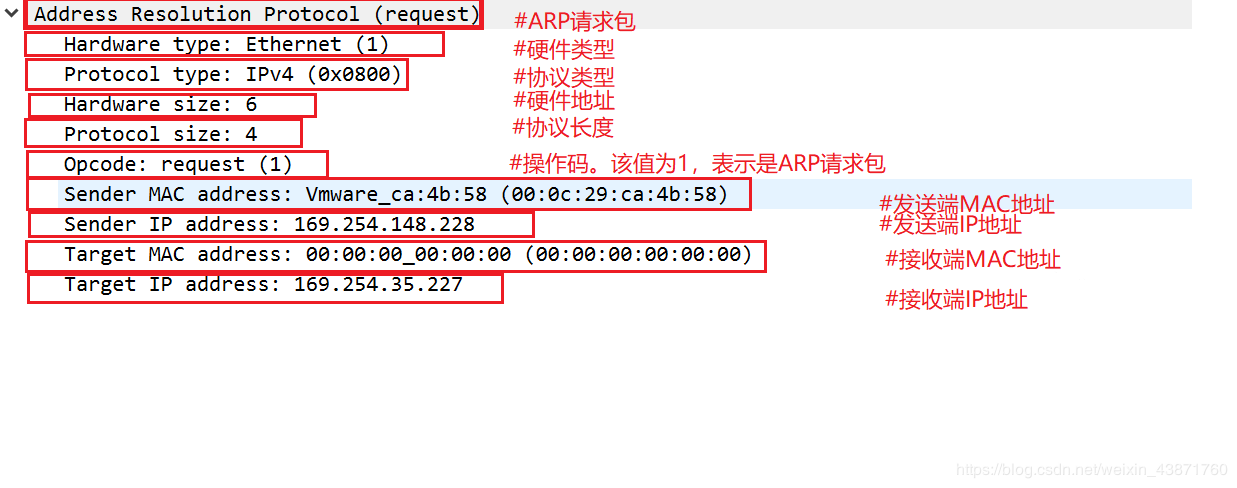 Address Resolution Protocol (request) #ARP请求包
Hardware type: Ethernet (1) #硬件类型
Protocol type: IPv4 (0x0800) #协议类型
Hardware size: 6 #硬件地址
Protocol size: 4 #协议长度
Opcode: request (1) #操作码。该值为1，表示是ARP请求包
Sender MAC address: Vmware_ca:4b:58 (00:0c:29:ca:4b:58) #发送端MAC地址
Sender IP address: 169.254.148.228 #发送端IP地址
Target MAC address: 00:00:00_00:00:00 (00:00:00:00:00:00) #接收端MAC地址
Target IP address: 169.254.35.227 #接收端IP地址
https://blog.csdn.net/weixin_43871760